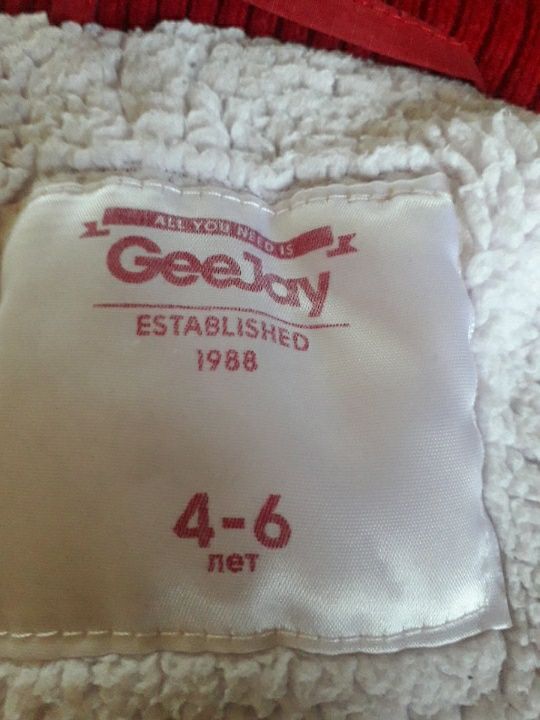 ALL YOU NEED IS
GeeJay
ESTABLISHED
1988
4-6
лет